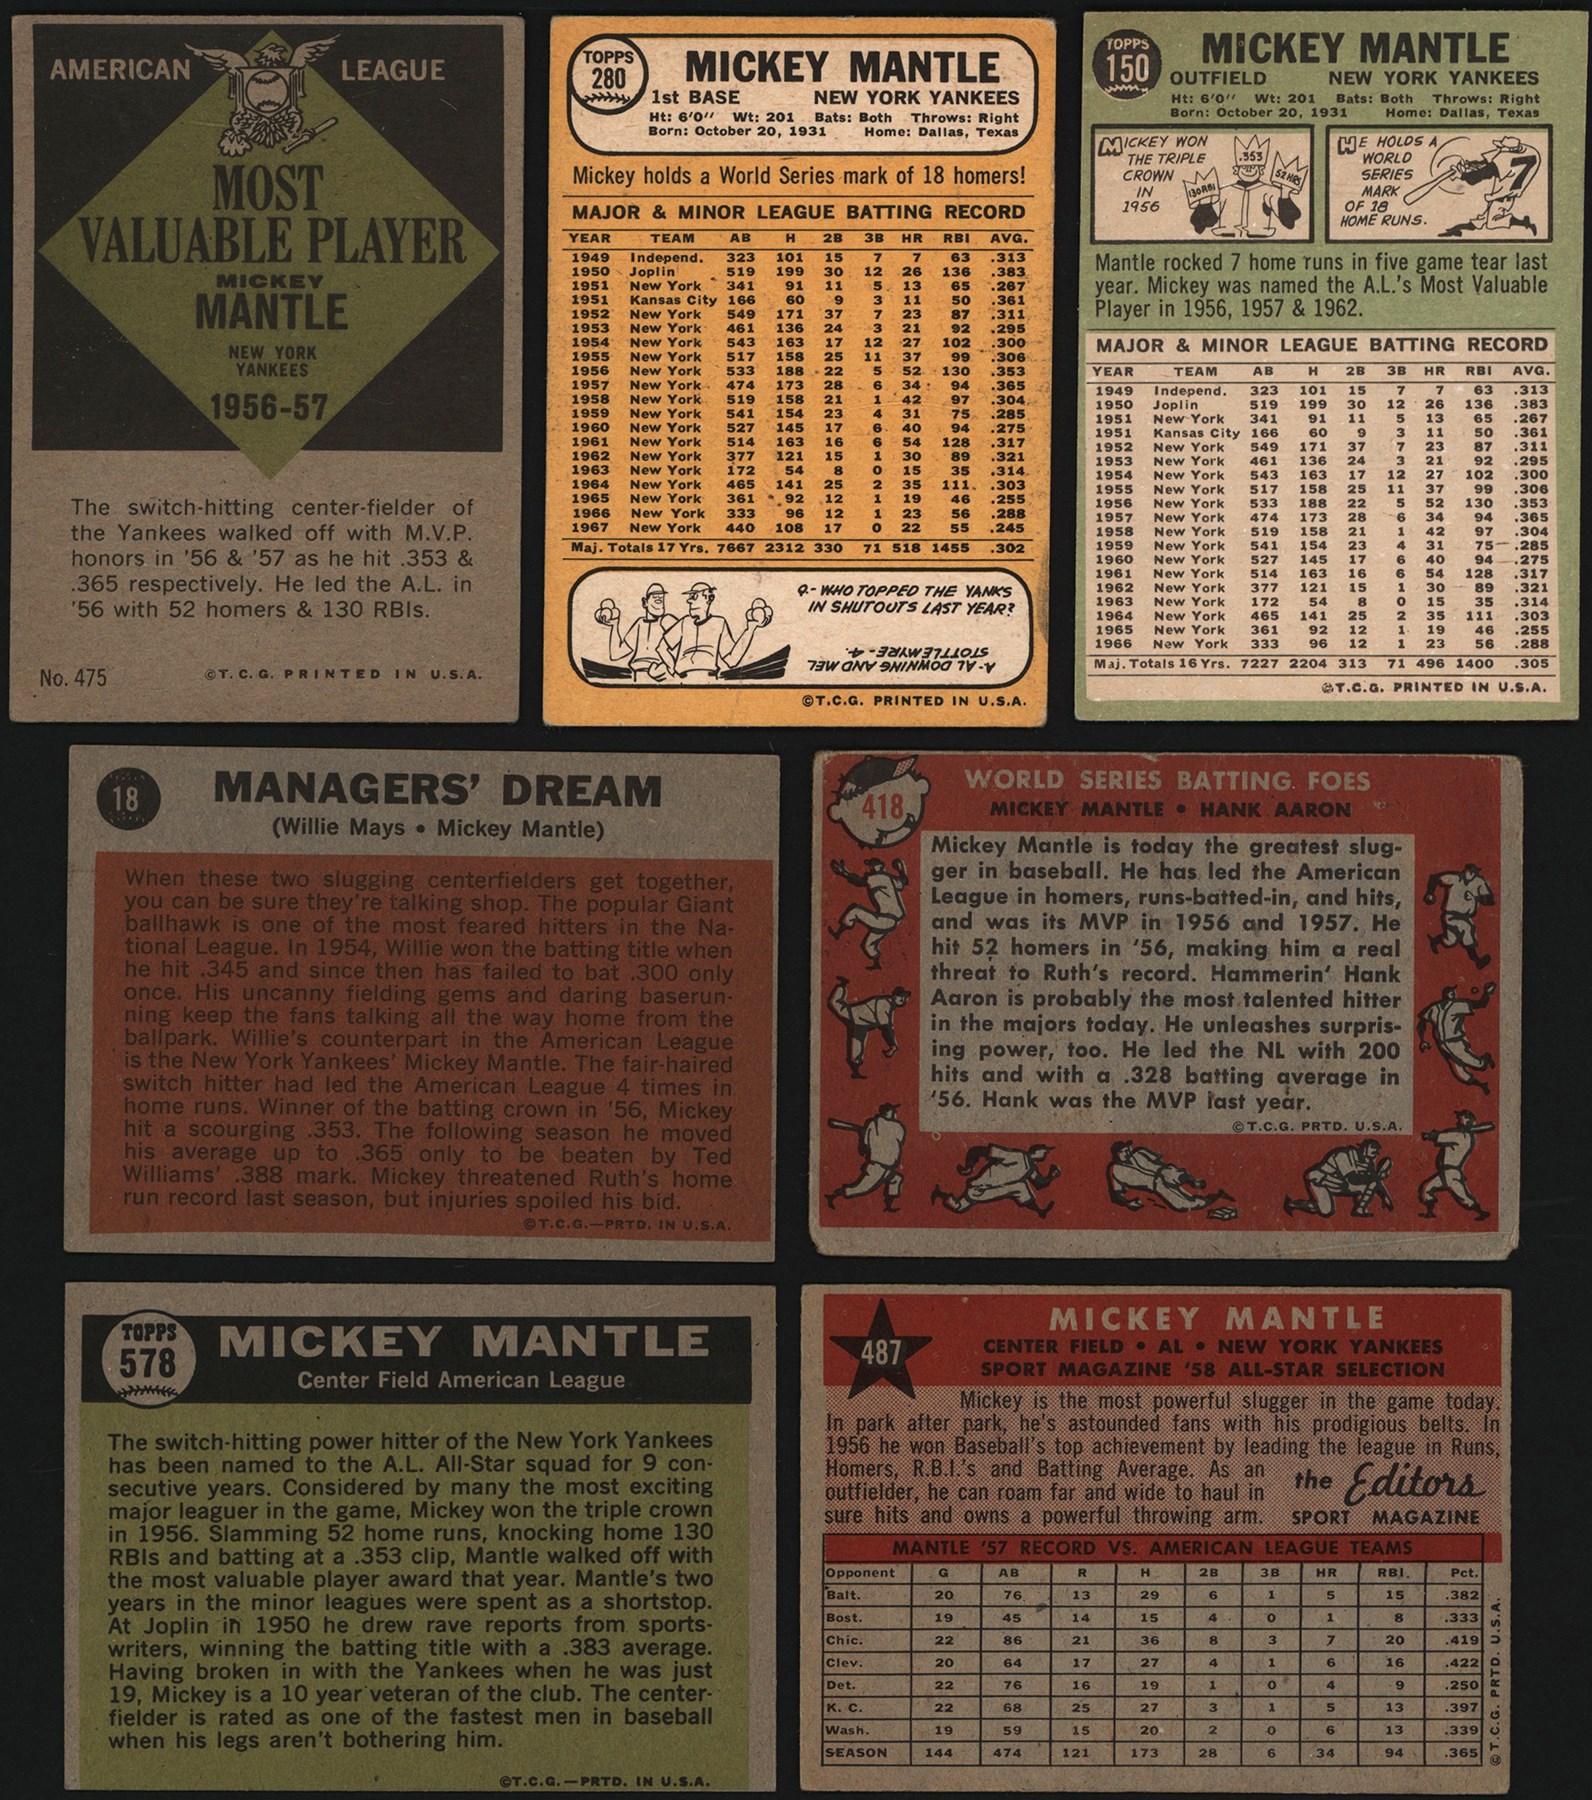 AMERICAN LEAGUE
MOST
VALUABLE PLAYER
MICKEY
MANTLE
NEW YORK
YANKEES
1956-57
The switch-hitting center-fielder of
the Yankees walked off with M.V.P.
honors in '56 & '57 as he hit .353 &
.365 respectively. He led the A.L. in
'56 with 52 homers & 130 RBIs.
No. 475 ©T.C.G. PRINTED IN U.S.A.
TOPPS
280
MICKEY MANTLE
1st BASE NEW YORK YANKEES
Ht: 6'0" Wt: 201 Bats: Both Throws: Right
Born: October 20, 1931 Home: Dallas, Texas
Mickey holds a World Series mark of 18 homers!
MAJOR & MINOR LEAGUE BATTING RECORD
YEAR TEAM AB H 2B 3B HR RBI AVG.
1949 Independ. 323 101 15 7 7 63 .313
1950 Joplin 519 199 30 12 26 136 .383
1951 New York 341 91 11 5 13 65 .267
1951 Kansas City 166 60 9 3 11 50 .361
1952 New York 549 171 37 7 23 87 .311
1953 New York 461 136 24 3 21 92 .295
1954 New York 543 163 17 12 27 102 .300
1955 New York 517 158 25 11 37 99 .306
1956 New York 533 188 22 5 52 130 .353
1957 New York 474 173 28 6 34 94 .365
1958 New York 519 158 21 1 42 97 .304
1959 New York 541 154 23 4 31 75 .285
1960 New York 527 145 17 6 40 94 .275
1961 New York 514 163 16 6 54 128 .317
1962 New York 377 121 15 1 30 89 .321
1963 New York 172 54 8 0 15 35 .314
1964 New York 465 141 25 2 35 111 .303
1965 New York 361 92 12 1 19 46 .255
1966 New York 333 96 12 1 23 56 .288
1967 New York 440 108 17 0 22 55 .245
Maj. Totals 17 Yrs. 7667 2312 330 71 518 1455 .302
Q.- WHO TOPPED THE YANKS
IN SHUTOUTS LAST YEAR?
A- AL DOWNING AND MEL
STOTTLEMYRE - 4.
©T.C.G. PRINTED IN U.S.A.
TOPPS
150
MICKEY MANTLE
OUTFIELD NEW YORK YANKEES
Ht: 6'0" Wt: 201 Bats: Both Throws: Right
Born: October 20, 1931 Home: Dallas, Texas
MICKEY WON
THE TRIPLE
CROWN
IN
1956
.353
130 RBI
52 HRS
HE HOLDS A
WORLD
SERIES
MARK
OF 18
HOME RUNS.
7
Mantle rocked 7 home runs in five game tear last
year. Mickey was named the A.L.'s Most Valuable
Player in 1956, 1957 & 1962.
MAJOR & MINOR LEAGUE BATTING RECORD
YEAR TEAM AB H 2B 3B HR RBI AVG.
1949 Independ. 323 101 15 7 7 63 .313
1950 Joplin 519 199 30 12 26 136 .383
1951 New York 341 91 11 5 13 65 .267
1951 Kansas City 166 60 9 3 11 50 .361
1952 New York 549 171 37 7 23 87 .311
1953 New York 461 136 24 3 21 92 .295
1954 New York 543 163 17 12 27 102 .300
1955 New York 517 158 25 11 37 99 .306
1956 New York 533 188 22 5 52 130 .353
1957 New York 474 173 28 6 34 94 .365
1958 New York 519 158 21 1 42 97 .304
1959 New York 541 154 23 4 31 75 .285
1960 New York 527 145 17 6 40 94 .275
1961 New York 514 163 16 6 54 128 .317
1962 New York 377 121 15 1 30 89 .321
1963 New York 172 54 8 0 15 35 .314
1964 New York 465 141 25 2 35 111 .303
1965 New York 361 92 12 1 19 46 .255
1966 New York 333 96 12 1 23 56 .288
Maj. Totals 16 Yrs. 7227 2204 313 71 496 1400 .305
©T.C.G. PRINTED IN U.S.A.
18
MANAGERS' DREAM
(Willie Mays • Mickey Mantle)
When these two slugging centerfielders get together,
you can be sure they're talking shop. The popular Giant
ballhawk is one of the most feared hitters in the Na-
tional League. In 1954, Willie won the batting title when
he hit .345 and since then has failed to bat .300 only
once. His uncanny fielding gems and daring baserun-
ning keep the fans talking all the way home from the
ballpark. Willie's counterpart in the American League
is the New York Yankees' Mickey Mantle. The fair-haired
switch hitter had led the American League 4 times in
home runs. Winner of the batting crown in '56, Mickey
hit a scourging .353. The following season he moved
his average up to .365 only to be beaten by Ted
Williams' .388 mark. Mickey threatened Ruth's home
run record last season, but injuries spoiled his bid.
©T.C.G.—PRTD. IN U.S.A.
418
WORLD SERIES BATTING FOES
MICKEY MANTLE • HANK AARON
Mickey Mantle is today the greatest slug-
ger in baseball. He has led the American
League in homers, runs-batted-in, and hits,
and was its MVP in 1956 and 1957. He
hit 52 homers in '56, making him a real
threat to Ruth's record. Hammerin' Hank
Aaron is probably the most talented hitter
in the majors today. He unleashes surpris-
ing power, too. He led the NL with 200
hits and with a .328 batting average in
'56. Hank was the MVP last year.
©T.C.G. PRTD. U.S.A.
TOPPS
578
MICKEY MANTLE
Center Field American League
The switch-hitting power hitter of the New York Yankees
has been named to the A.L. All-Star squad for 9 con-
secutive years. Considered by many the most exciting
major leaguer in the game, Mickey won the triple crown
in 1956. Slamming 52 home runs, knocking home 130
RBIs and batting at a .353 clip, Mantle walked off with
the most valuable player award that year. Mantle's two
years in the minor leagues were spent as a shortstop.
At Joplin in 1950 he drew rave reports from sports-
writers, winning the batting title with a .383 average.
Having broken in with the Yankees when he was just
19, Mickey is a 10 year veteran of the club. The center-
fielder is rated as one of the fastest men in baseball
when his legs aren't bothering him.
©T.C.G.—PRTD. IN U.S.A.
487
MICKEY MANTLE
CENTER FIELD • AL • NEW YORK YANKEES
SPORT MAGAZINE '58 ALL-STAR SELECTION
Mickey is the most powerful slugger in the game today.
In park after park, he's astounded fans with his prodigious belts. In
1956 he won Baseball's top achievement by leading the league in Runs,
Homers, R.B.I.'s and Batting Average. As an
outfielder, he can roam far and wide to haul in
sure hits and owns a powerful throwing arm.
the Editors
SPORT MAGAZINE
MANTLE '57 RECORD VS. AMERICAN LEAGUE TEAMS
Opponent G AB R H 2B 3B HR RBI. Pct.
Balt. 20 76 13 29 6 1 5 15 .382
Bost. 19 45 14 15 4 0 1 8 .333
Chic. 22 86 21 36 8 3 7 20 .419
Clev. 20 64 17 27 4 1 6 16 .422
Det. 22 76 16 19 1 0 4 9 .250
K. C. 22 68 25 27 3 1 5 13 .397
Wash. 19 59 15 20 2 0 6 13 .339
SEASON 144 474 121 173 28 6 34 94 .365
©T.C.G. PRTD. U.S.A.